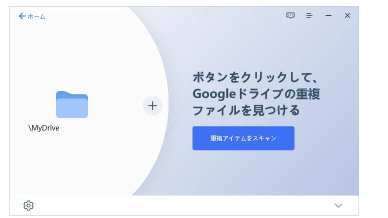 ホーム
ボタンをクリックして、
Googleドライブの重複
ファイルを見つける
\MyDrive
重複アイテムをスキャン